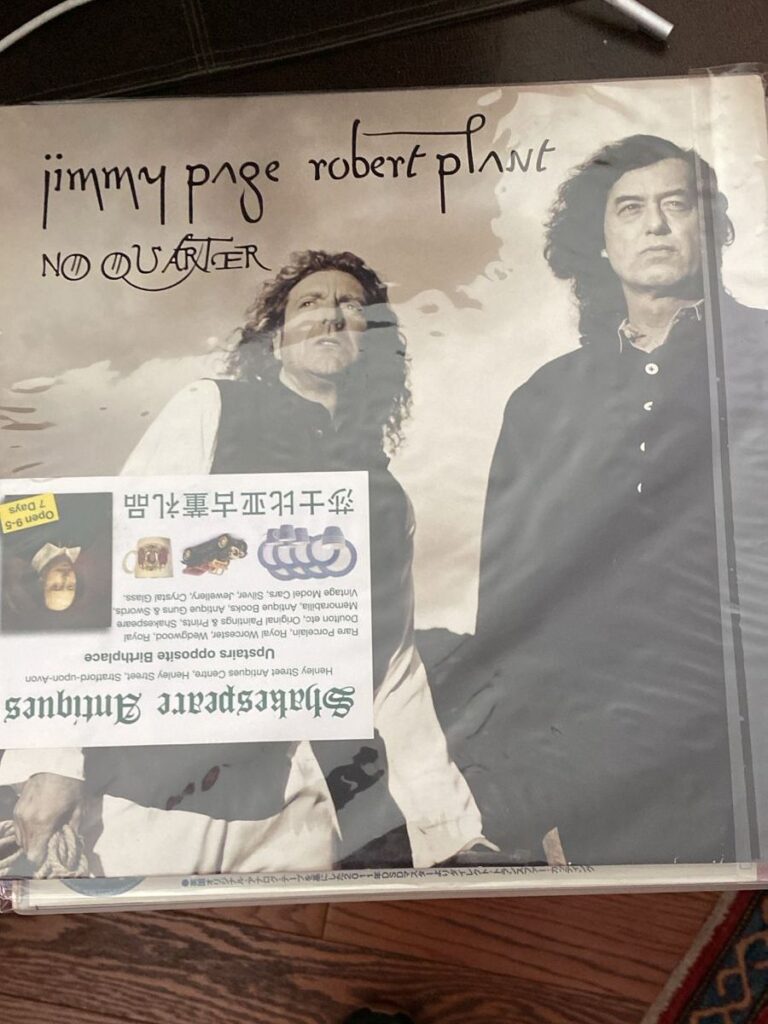 jimmy page robert plant
NO QUARTER
Shakespeare Antiques
Henley Street Antiques Centre, Henley Street, Stratford-upon-Avon
Upstairs opposite Birthplace
Rare Porcelain, Royal Worcester, Wedgwood, Royal
Doulton etc, Original Paintings & Prints, Shakespeare
Memorabilia, Antique Books, Antique Guns & Swords,
Vintage Model Cars, Silver, Jewellery, Crystal Glass.
莎士比亚古董礼品
Open 9-5
7 Days